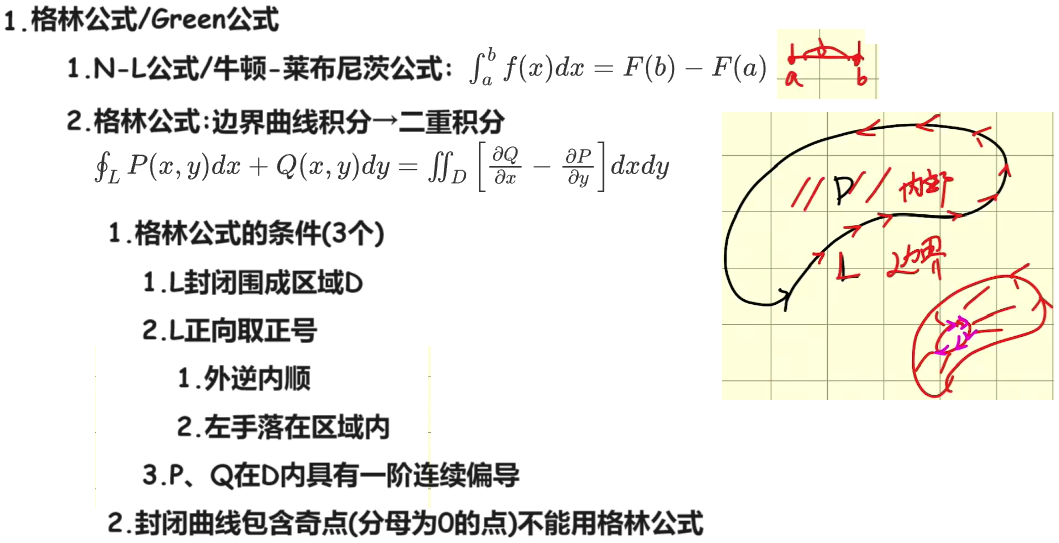 1.格林公式/Green公式
1.N-L公式/牛顿-莱布尼茨公式: $\int_a^b f(x)dx = F(b) - F(a)$
a b
2.格林公式:边界曲线积分→二重积分
$\oint_L P(x,y)dx + Q(x,y)dy = \iint_D \left[\frac{\partial Q}{\partial x} - \frac{\partial P}{\partial y}\right]dxdy$
D 内部
L 边界
1.格林公式的条件(3个)
1.L封闭围成区域D
2.L正向取正号
1.外逆内顺
2.左手落在区域内
3.P、Q在D内具有一阶连续偏导
2.封闭曲线包含奇点(分母为0的点)不能用格林公式